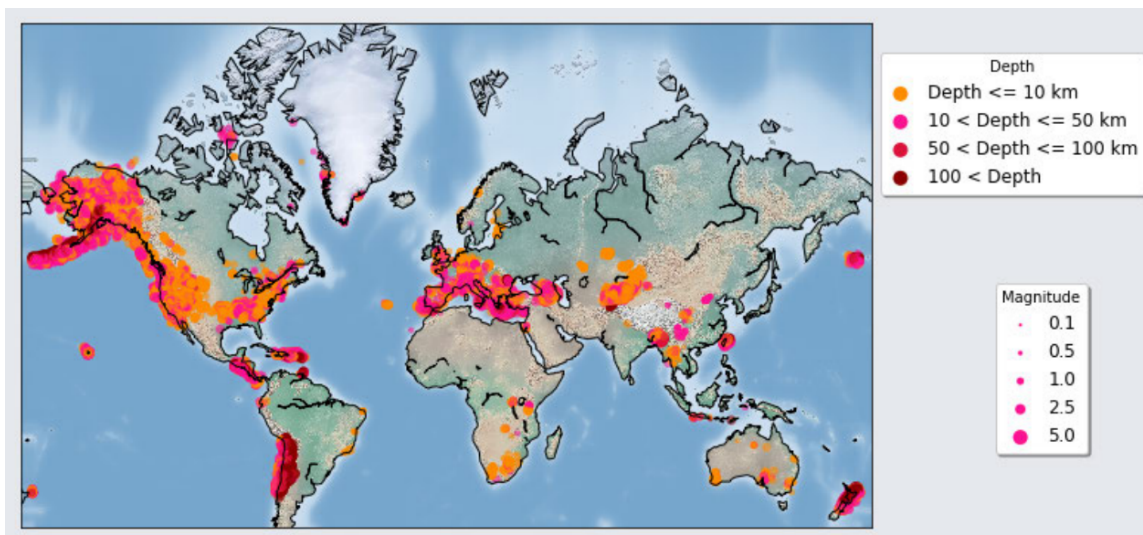 Depth
Depth <= 10 km
10 < Depth <= 50 km
50 < Depth <= 100 km
100 < Depth
Magnitude
0.1
0.5
1.0
2.5
5.0